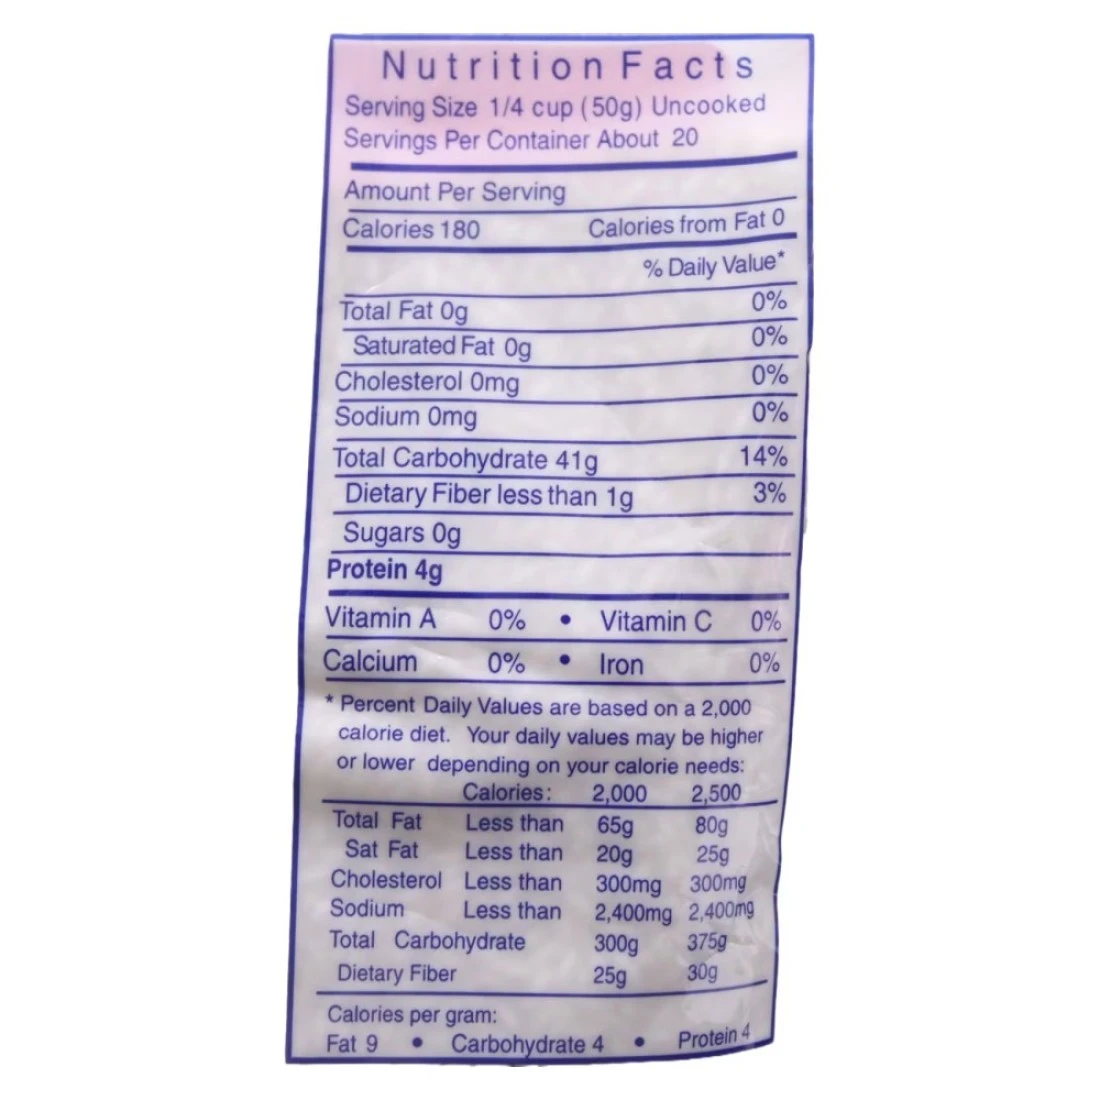 Nutrition Facts
Serving Size 1/4 cup (50g) Uncooked
Servings Per Container About 20
Amount Per Serving
Calories 180 Calories from Fat 0
% Daily Value*
Total Fat 0g 0%
Saturated Fat 0g 0%
Cholesterol 0mg 0%
Sodium 0mg 0%
Total Carbohydrate 41g 14%
Dietary Fiber less than 1g 3%
Sugars 0g
Protein 4g
Vitamin A 0% • Vitamin C 0%
Calcium 0% • Iron 0%
* Percent Daily Values are based on a 2,000
calorie diet. Your daily values may be higher
or lower depending on your calorie needs:
Calories: 2,000 2,500
Total Fat Less than 65g 80g
Sat Fat Less than 20g 25g
Cholesterol Less than 300mg 300mg
Sodium Less than 2,400mg 2,400mg
Total Carbohydrate 300g 375g
Dietary Fiber 25g 30g
Calories per gram:
Fat 9 • Carbohydrate 4 • Protein 4